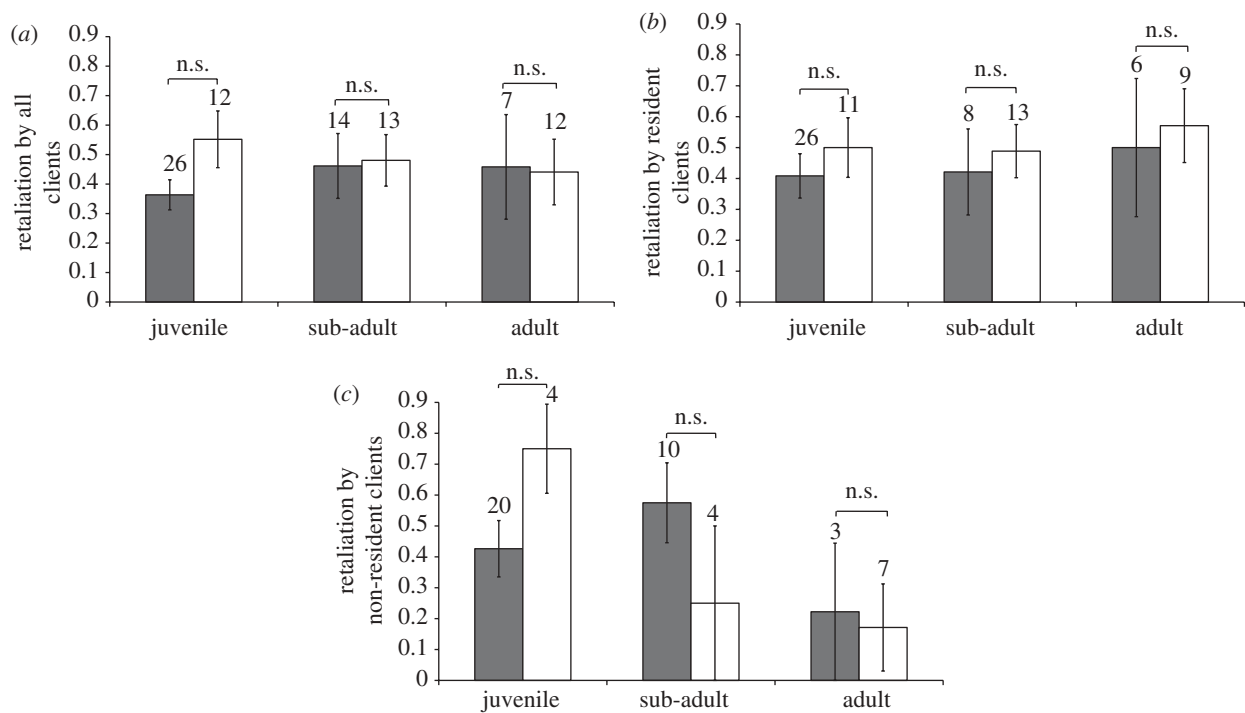 (a)
retaliation by all
clients
0.9
0.8
0.7
0.6
0.5
0.4
0.3
0.2
0.1
0
n.s.
26
12
n.s.
14
13
n.s.
7
12
juvenile
sub-adult
adult
(b)
retaliation by resident
clients
0.9
0.8
0.7
0.6
0.5
0.4
0.3
0.2
0.1
0
n.s.
26
11
n.s.
8
13
n.s.
6
9
juvenile
sub-adult
adult
(c)
retaliation by
non-resident clients
0.9
0.8
0.7
0.6
0.5
0.4
0.3
0.2
0.1
0
n.s.
20
4
n.s.
10
4
n.s.
3
7
juvenile
sub-adult
adult